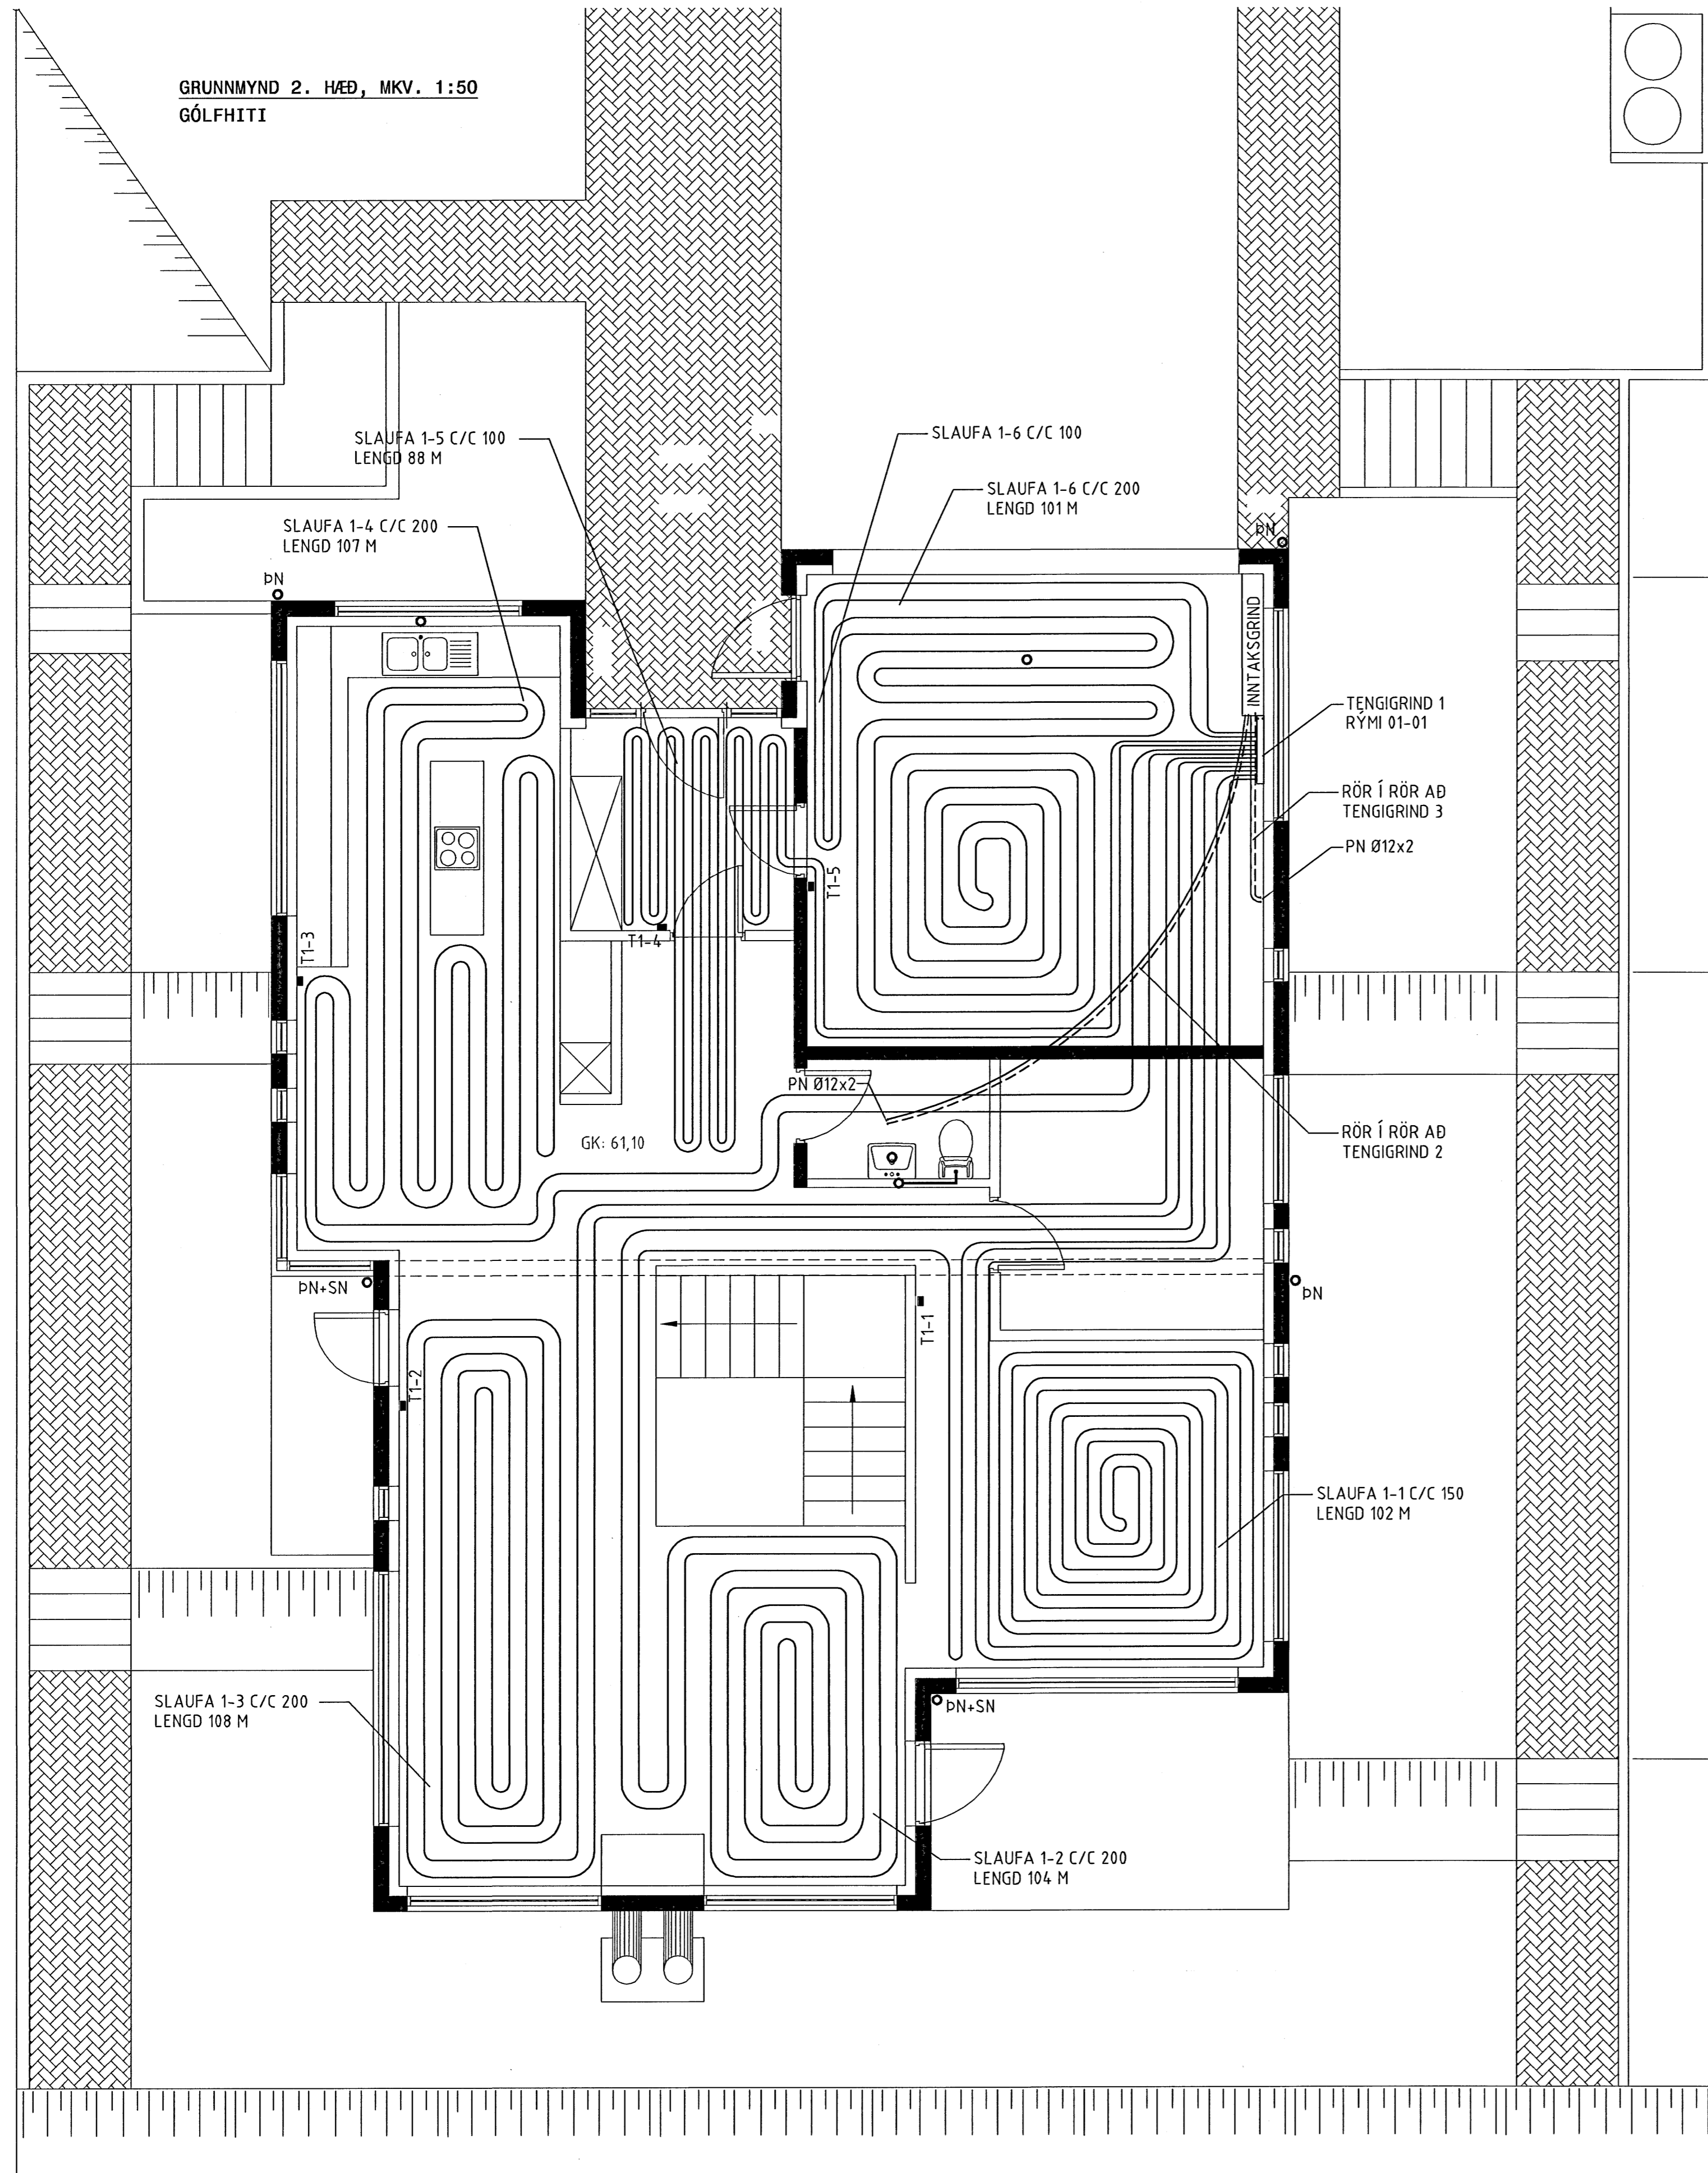 GRUNNMYND 2. HÆÐ, MKV. 1:50
GÓLFHITI
SLAUFA 1-5 C/C 100
LENGD 88 M
SLAUFA 1-6 C/C 100
SLAUFA 1-6 C/C 200
LENGD 101 M
SLAUFA 1-4 C/C 200
LENGD 107 M
ÞN
ÞN
INNTAKSGRIND
TENGIGRIND 1
RÝMI 01-01
RÖR Í RÖR AÐ
TENGIGRIND 3
PN Ø12x2
T1-5
T1-3
T1-4
PN Ø12x2
GK: 61,10
RÖR Í RÖR AÐ
TENGIGRIND 2
ÞN+SN
ÞN
T1-1
T1-2
SLAUFA 1-1 C/C 150
LENGD 102 M
SLAUFA 1-3 C/C 200
LENGD 108 M
ÞN+SN
SLAUFA 1-2 C/C 200
LENGD 104 M